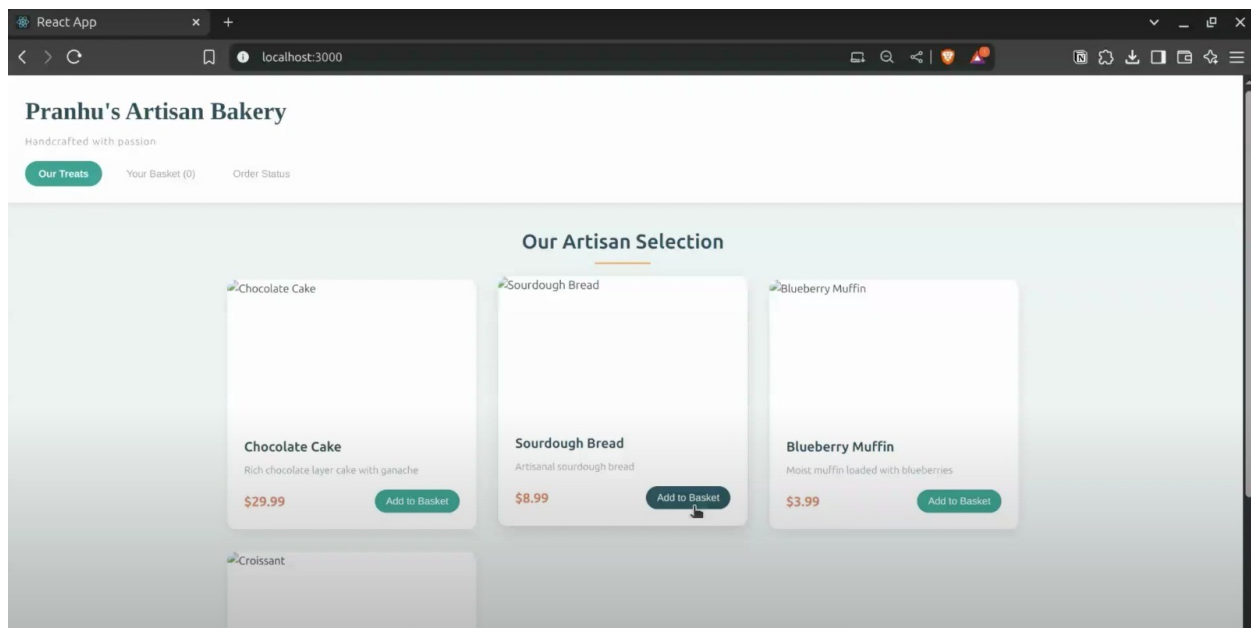 React App
localhost:3000
Pranhu's Artisan Bakery
Handcrafted with passion
Our Treats Your Basket (0) Order Status
Our Artisan Selection
Chocolate Cake Sourdough Bread Blueberry Muffin
Chocolate Cake Sourdough Bread Blueberry Muffin
Rich chocolate layer cake with ganache Artisanal sourdough bread Moist muffin loaded with blueberries
$29.99 Add to Basket $8.99 Add to Basket $3.99 Add to Basket
Croissant